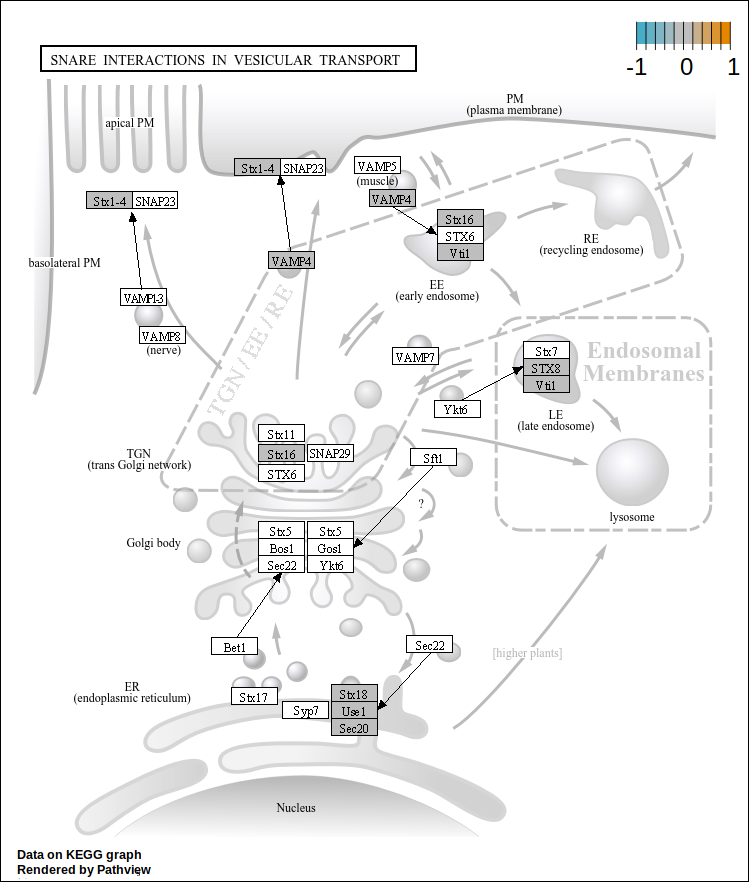 -1 0 1
SNARE INTERACTIONS IN VESICULAR TRANSPORT
PM
(plasma membrane)
apical PM
Stx1-4 SNAP23
VAMP5
(muscle)
Stx1-4 SNAP23
VAMP4
Stx16
STX6
Vti1
RE
(recycling endosome)
basolateral PM
VAMP4
EE
(early endosome)
VAMP1-3
VAMP8
(nerve)
TGN/EE/RE
VAMP7
Stx7
STX8
Vti1
Endosomal
Membranes
Ykt6
LE
(late endosome)
Stx11
Stx16 SNAP29
STX6
TGN
(trans Golgi network)
Sft1
lysosome
?
Golgi body
Stx5 Stx5
Bos1 Gos1
Sec22 Ykt6
Bet1
Sec22
[higher plants]
ER
(endoplasmic reticulum)
Stx17
Syp7
Stx18
Use1
Sec20
Nucleus
Data on KEGG graph
Rendered by Pathview